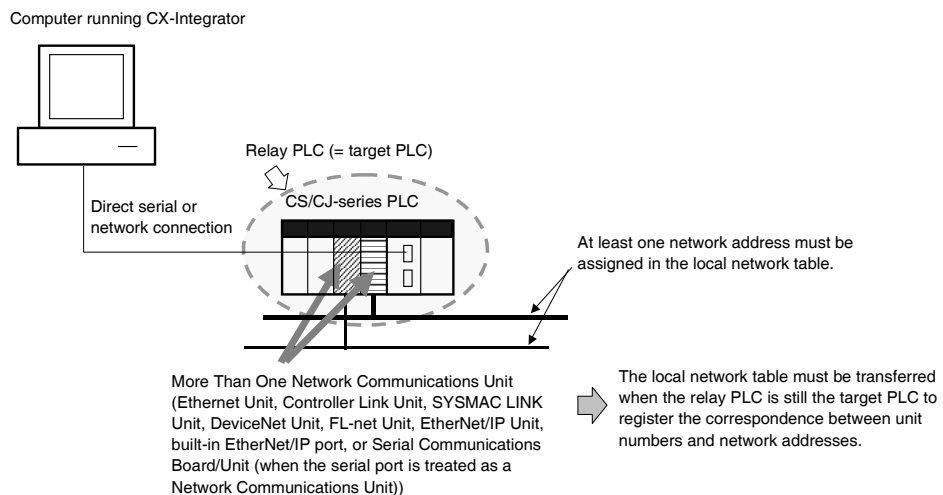 Computer running CX-Integrator
Relay PLC (= target PLC)
CS/CJ-series PLC
Direct serial or
network connection
At least one network address must be
assigned in the local network table.
More Than One Network Communications Unit
(Ethernet Unit, Controller Link Unit, SYSMAC LINK
Unit, DeviceNet Unit, FL-net Unit, EtherNet/IP Unit,
built-in EtherNet/IP port, or Serial Communications
Board/Unit (when the serial port is treated as a
Network Communications Unit))
The local network table must be transferred
when the relay PLC is still the target PLC to
register the correspondence between unit
numbers and network addresses.